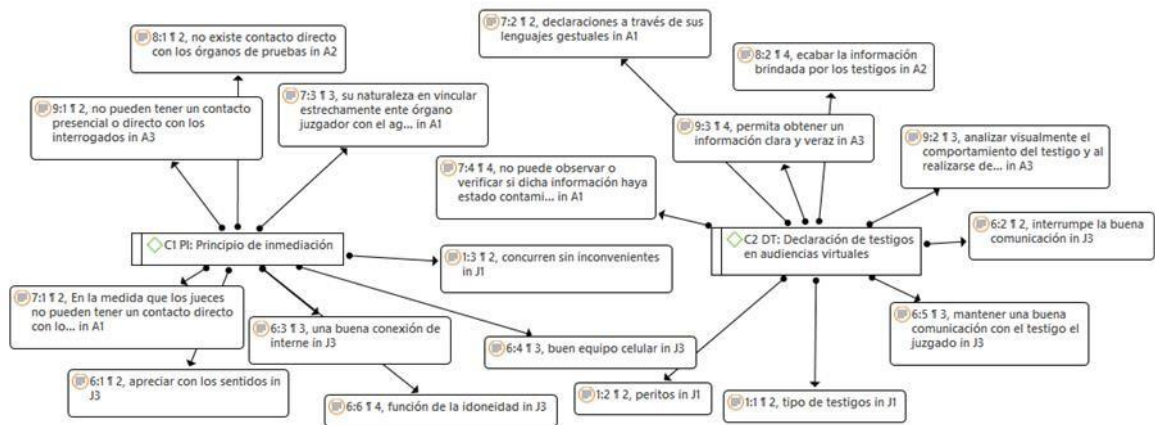 8:1 ¶ 2, no existe contacto directo
con los órganos de pruebas in A2
7:2 ¶ 2, declaraciones a través de sus
lenguajes gestuales in A1
8:2 ¶ 4, ecabar la información
brindada por los testigos in A2
9:1 ¶ 2, no pueden tener un contacto
presencial o directo con los
interrogados in A3
7:3 ¶ 3, su naturaleza en vincular
estrechamente ente órgano
juzgador con el ag... in A1
9:3 ¶ 4, permita obtener un
información clara y veraz in A3
9:2 ¶ 3, analizar visualmente el
comportamiento del testigo y al
realizarse de... in A3
7:4 ¶ 4, no puede observar o
verificar si dicha información haya
estado contami... in A1
6:2 ¶ 2, interrumpe la buena
comunicación in J3
C1 PI: Principio de inmediación
C2 DT: Declaración de testigos
en audiencias virtuales
1:3 ¶ 2, concurren sin inconvenientes
in J1
7:1 ¶ 2, En la medida que los jueces
no pueden tener un contacto directo
con lo... in A1
6:3 ¶ 3, una buena conexión de
interne in J3
6:4 ¶ 3, buen equipo celular in J3
6:5 ¶ 3, mantener una buena
comunicación con el testigo el
juzgado in J3
6:1 ¶ 2, apreciar con los sentidos in
J3
6:6 ¶ 4, función de la idoneidad in J3
1:2 ¶ 2, peritos in J1
1:1 ¶ 2, tipo de testigos in J1